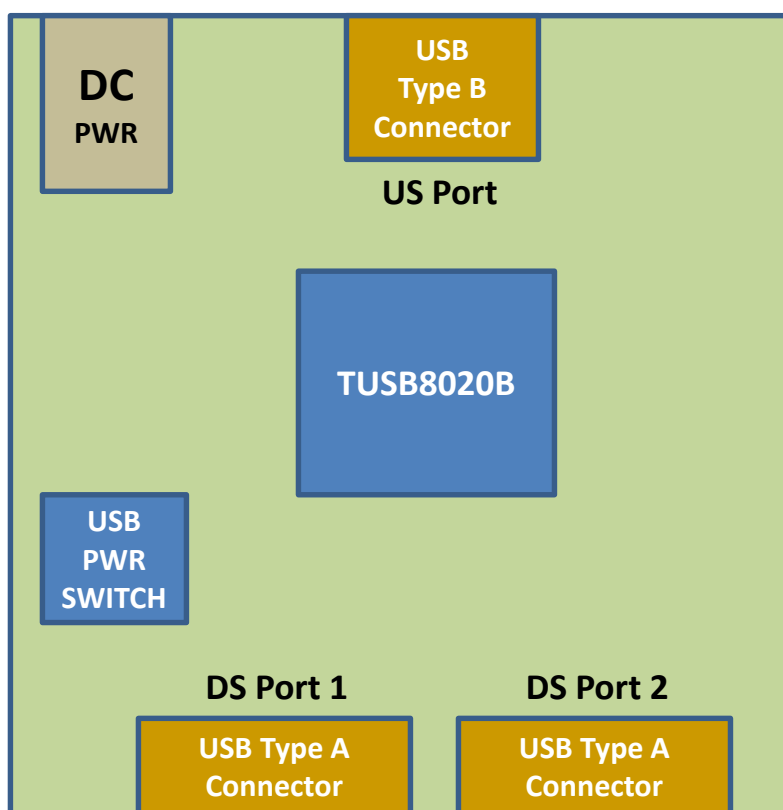 DC
PWR
USB
Type B
Connector
US Port
TUSB8020B
USB
PWR
SWITCH
DS Port 1
DS Port 2
USB Type A
Connector
USB Type A
Connector